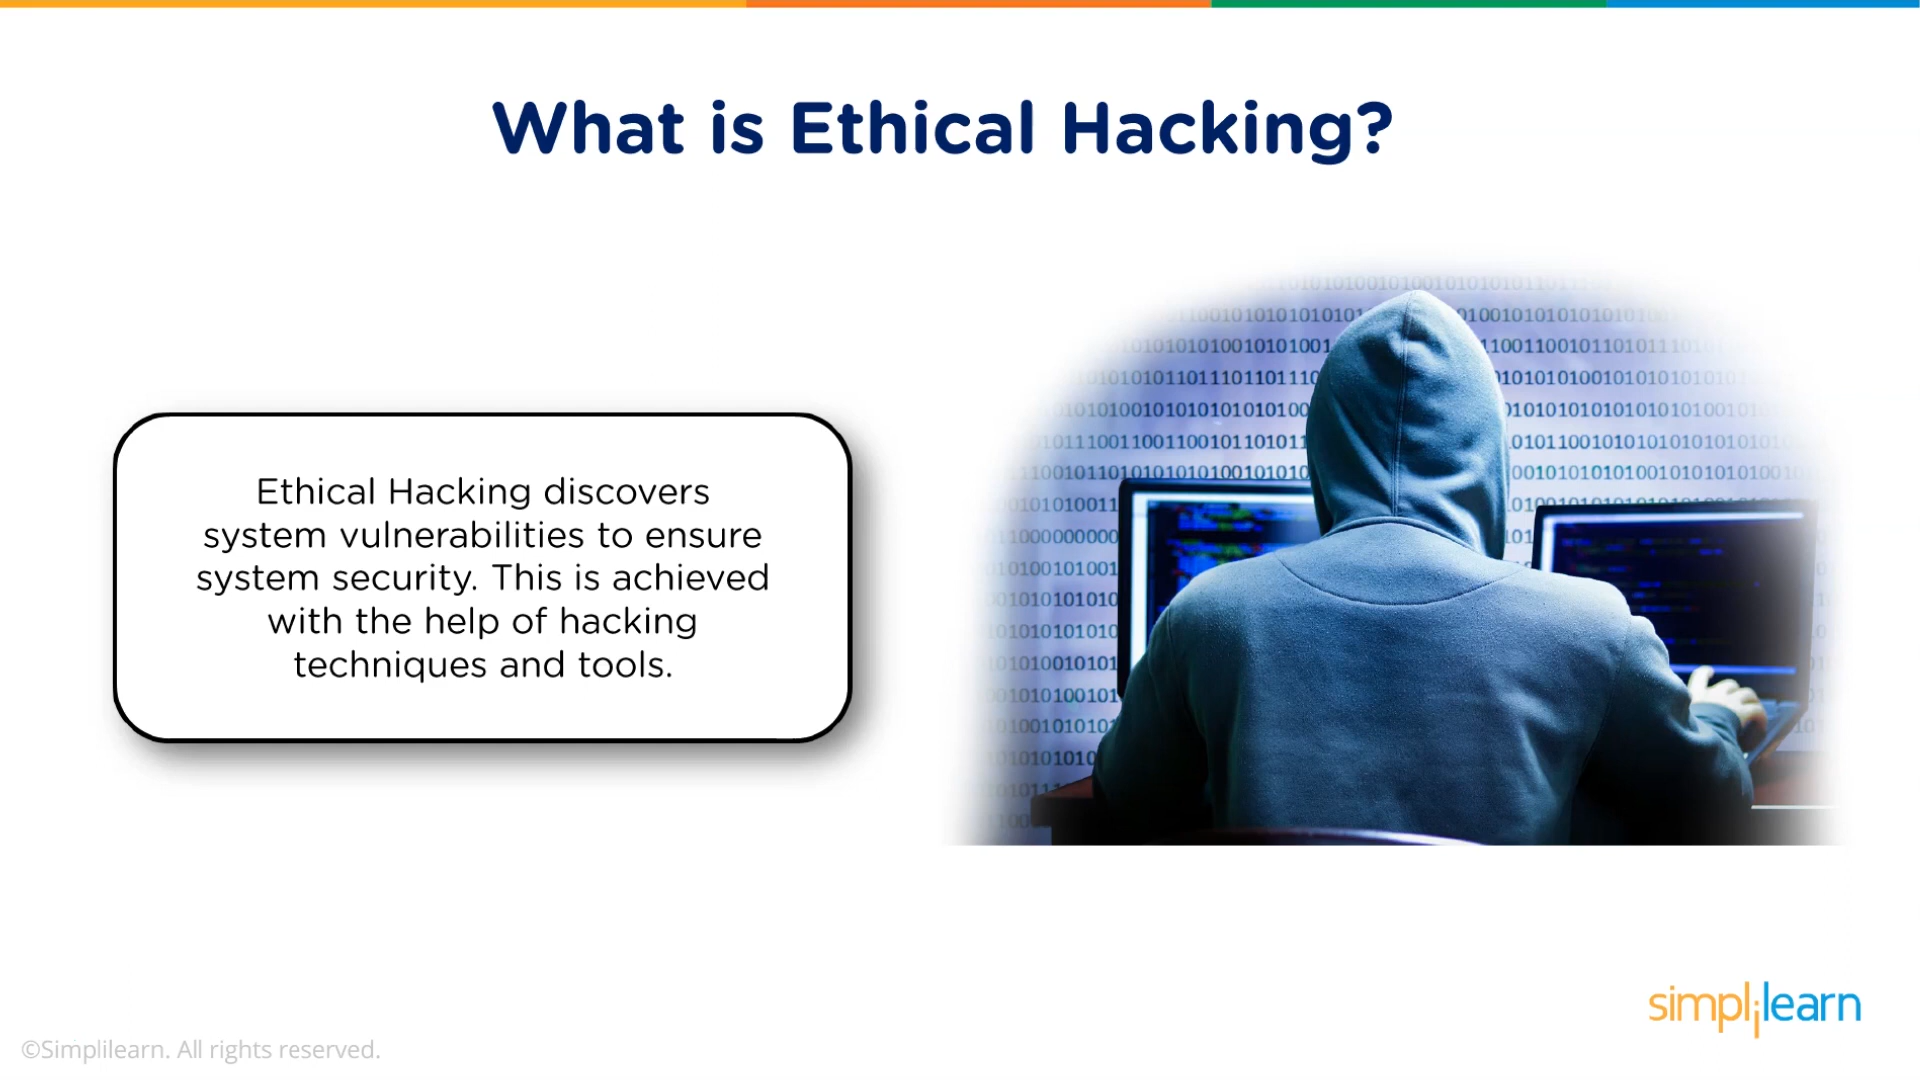 What is Ethical Hacking?
Ethical Hacking discovers
system vulnerabilities to ensure
system security. This is achieved
with the help of hacking
techniques and tools.
simplilearn
©Simplilearn. All rights reserved.